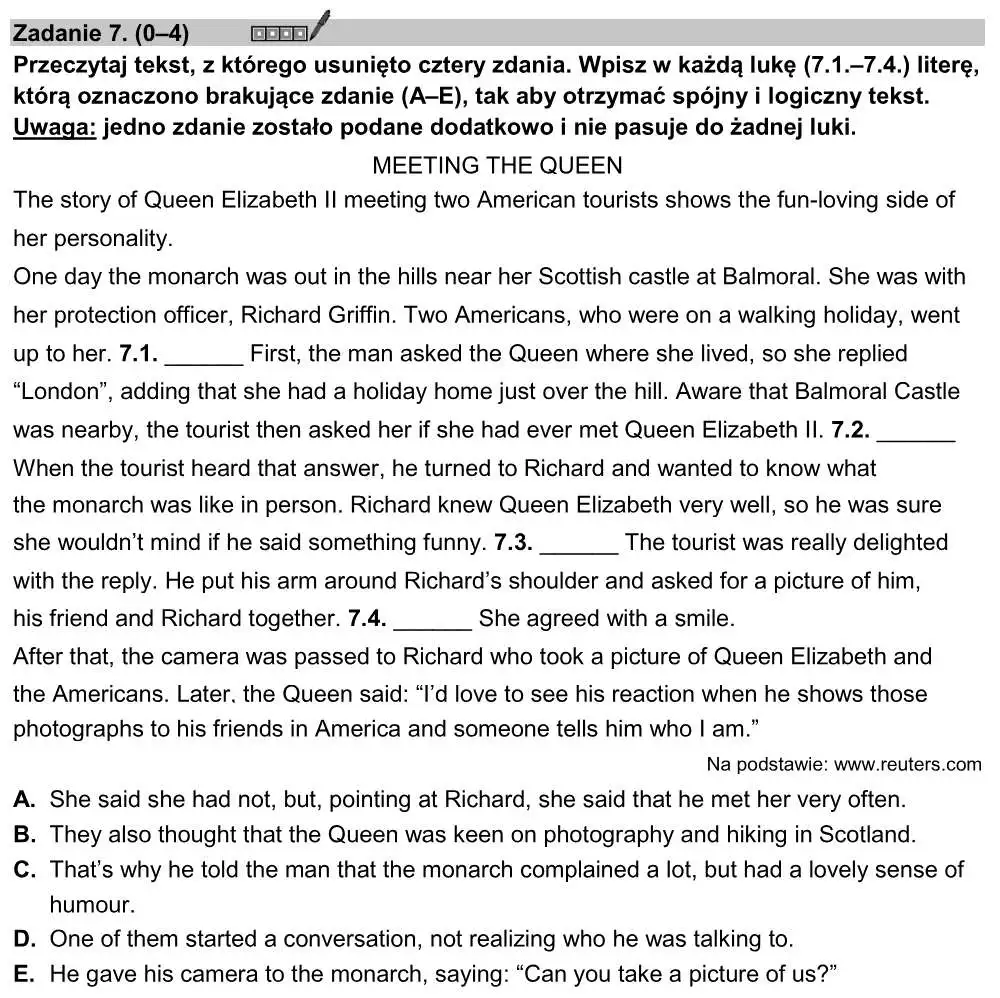 Zadanie 7. (0–4)
Przeczytaj tekst, z którego usunięto cztery zdania. Wpisz w każdą lukę (7.1.–7.4.) literę,
którą oznaczono brakujące zdanie (A–E), tak aby otrzymać spójny i logiczny tekst.
Uwaga: jedno zdanie zostało podane dodatkowo i nie pasuje do żadnej luki.
MEETING THE QUEEN
The story of Queen Elizabeth II meeting two American tourists shows the fun-loving side of
her personality.
One day the monarch was out in the hills near her Scottish castle at Balmoral. She was with
her protection officer, Richard Griffin. Two Americans, who were on a walking holiday, went
up to her. 7.1. ______ First, the man asked the Queen where she lived, so she replied
“London”, adding that she had a holiday home just over the hill. Aware that Balmoral Castle
was nearby, the tourist then asked her if she had ever met Queen Elizabeth II. 7.2. ______
When the tourist heard that answer, he turned to Richard and wanted to know what
the monarch was like in person. Richard knew Queen Elizabeth very well, so he was sure
she wouldn’t mind if he said something funny. 7.3. ______ The tourist was really delighted
with the reply. He put his arm around Richard’s shoulder and asked for a picture of him,
his friend and Richard together. 7.4. ______ She agreed with a smile.
After that, the camera was passed to Richard who took a picture of Queen Elizabeth and
the Americans. Later, the Queen said: “I’d love to see his reaction when he shows those
photographs to his friends in America and someone tells him who I am.”
Na podstawie: www.reuters.com
A. She said she had not, but, pointing at Richard, she said that he met her very often.
B. They also thought that the Queen was keen on photography and hiking in Scotland.
C. That’s why he told the man that the monarch complained a lot, but had a lovely sense of
humour.
D. One of them started a conversation, not realizing who he was talking to.
E. He gave his camera to the monarch, saying: “Can you take a picture of us?”